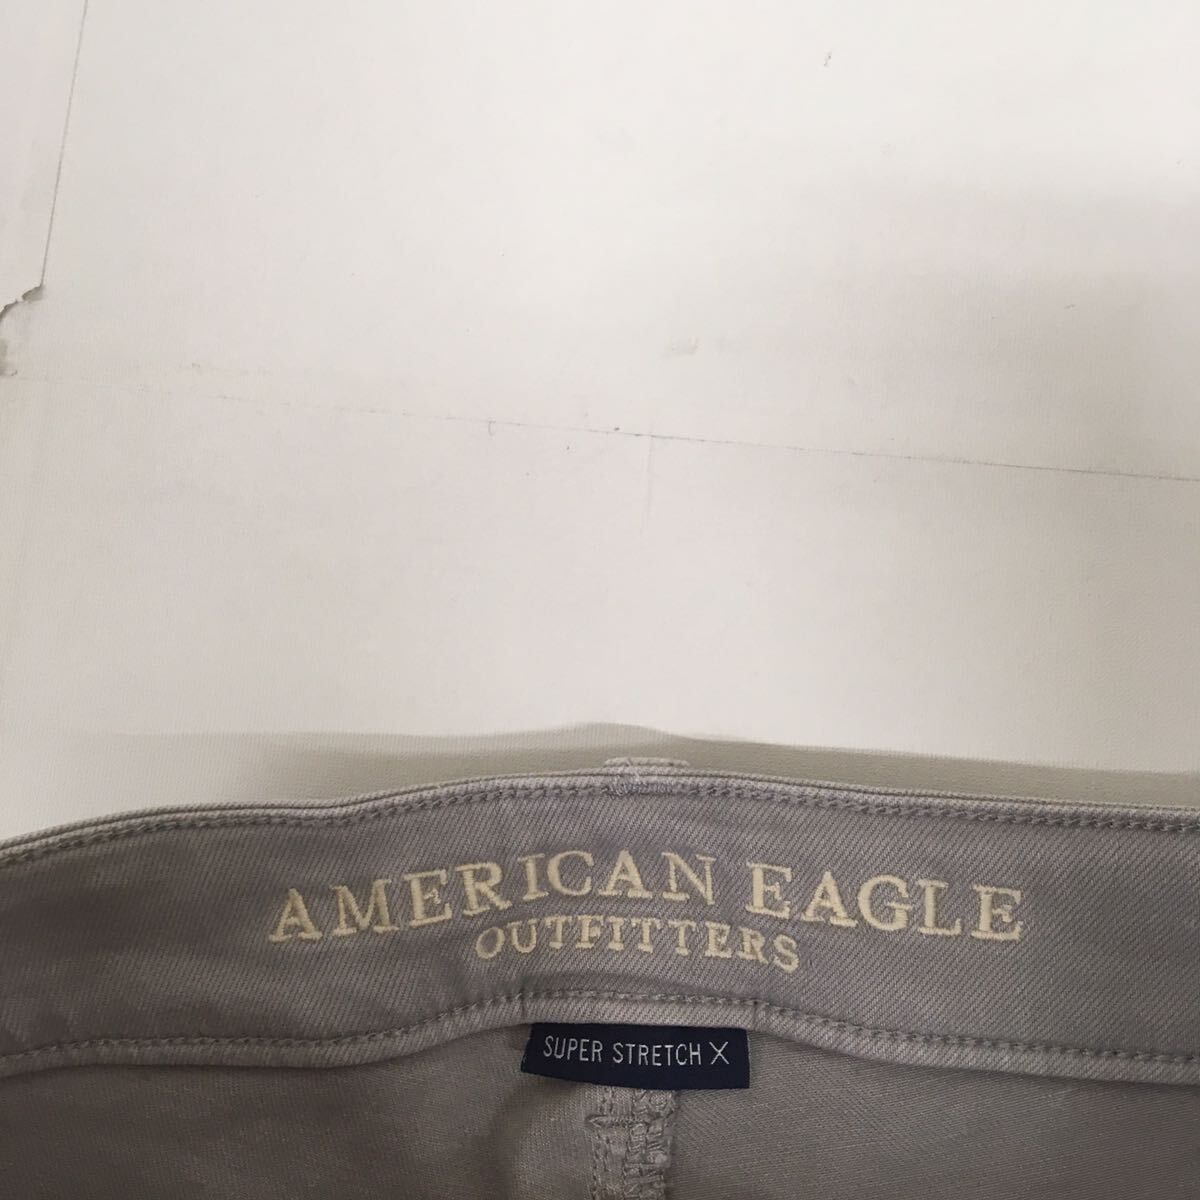 AMERICAN EAGLE
OUTFITTERS
SUPER STRETCH X